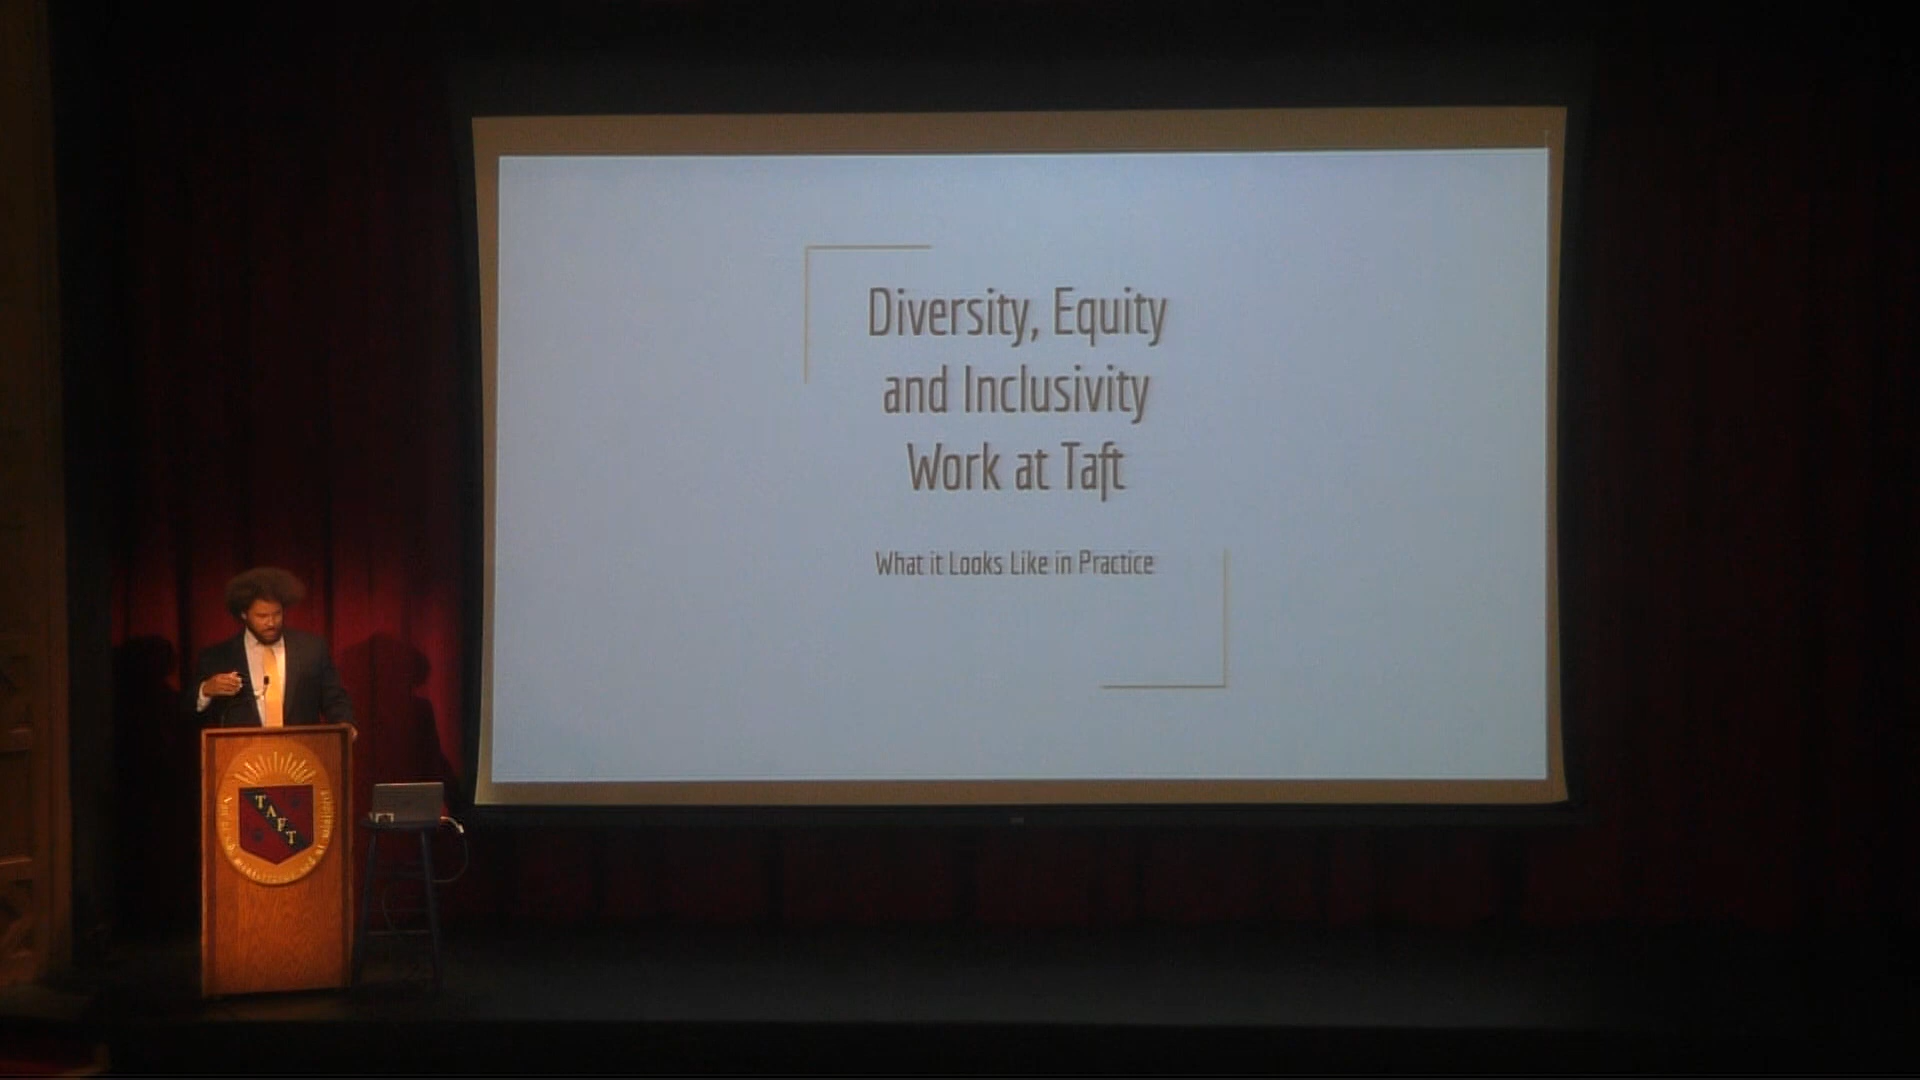 Diversity, Equity
and Inclusivity
Work at Taft
What it Looks Like in Practice
TAFT